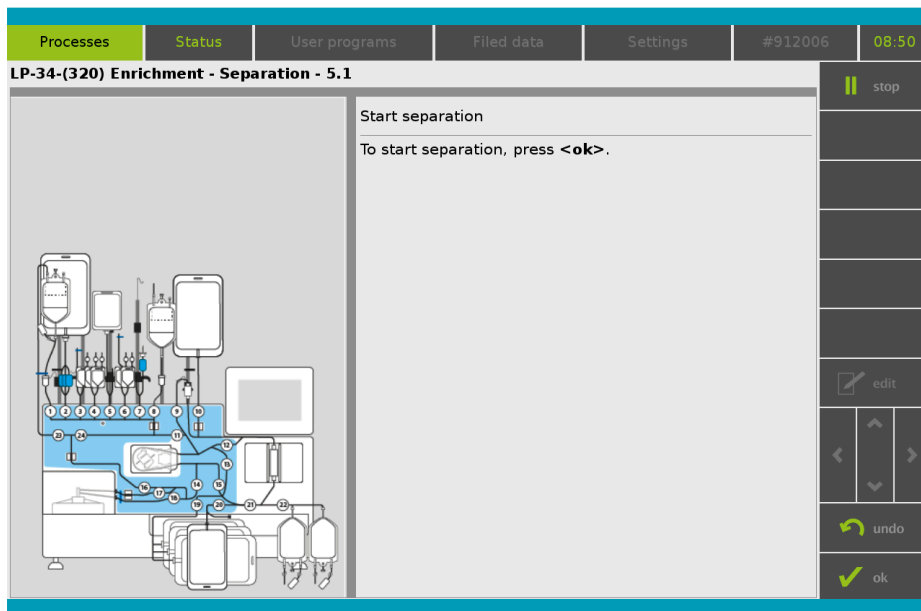 Processes Status User programs Filed data Settings #912006 08:50
LP-34-(320) Enrichment - Separation - 5.1
stop
Start separation
To start separation, press <ok>.
edit
1 2 3 4 5 6 7 8 9 10
23 24 11
12
13
16 17 18 14 15
19 20 21 22
undo
ok